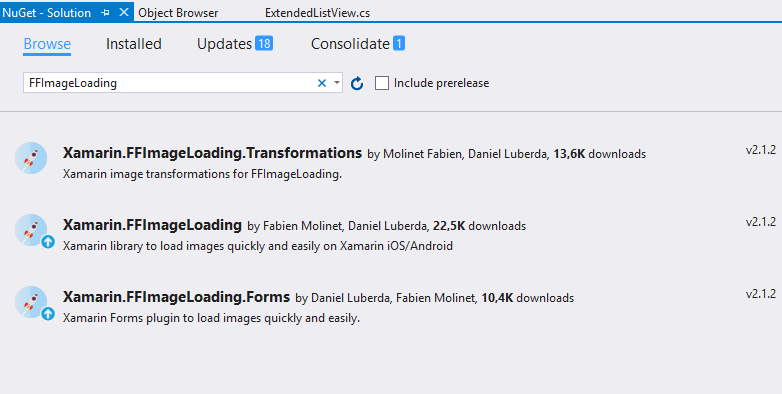 NuGet - Solution
Object Browser
ExtendedListView.cs
Browse
Installed
Updates 18
Consolidate 1
FFImageLoading
Include prerelease
Xamarin.FFImageLoading.Transformations by Molinet Fabien, Daniel Luberda, 13,6K downloads
v2.1.2
Xamarin image transformations for FFImageLoading.
Xamarin.FFImageLoading by Fabien Molinet, Daniel Luberda, 22,5K downloads
v2.1.2
Xamarin library to load images quickly and easily on Xamarin iOS/Android
Xamarin.FFImageLoading.Forms by Daniel Luberda, Fabien Molinet, 10,4K downloads
v2.1.2
Xamarin Forms plugin to load images quickly and easily.